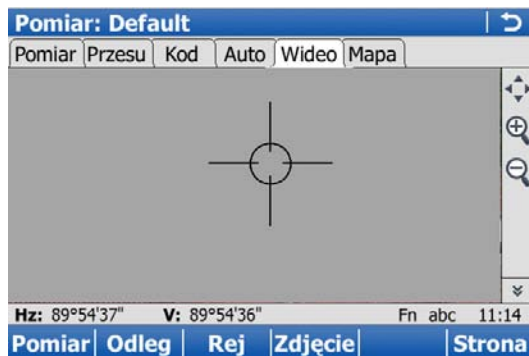 Pomiar: Default
Pomiar Przesu Kod Auto Wideo Mapa
Hz: 89°54'37" V: 89°54'36" Fn abc 11:14
Pomiar Odleg Rej Zdjęcie Strona